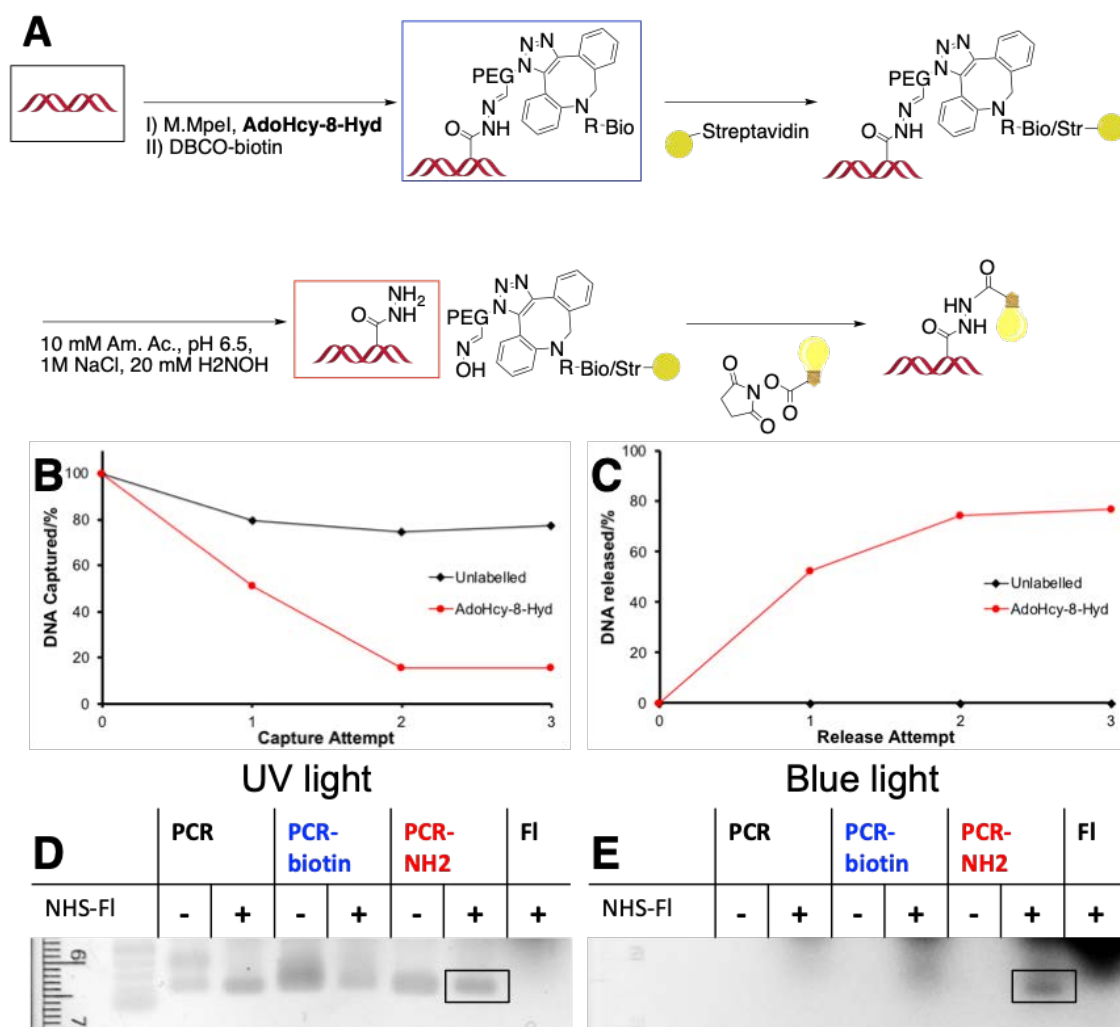 A
I) M.MpeI, AdoHcy-8-Hyd
II) DBCO-biotin
N=N
N
PEG
N
O
NH
N
R-Bio
Streptavidin
N=N
N
PEG
N
O
NH
N
R-Bio/Str
10 mM Am. Ac., pH 6.5,
1M NaCl, 20 mM H2NOH
NH2
O
NH
N=N
N
PEG
N
OH
N
R-Bio/Str
O
N
O
O
O
O
HN
O
NH
B
DNA Captured/%
100
80
60
40
20
0
0 1 2 3
Capture Attempt
Unlabelled
AdoHcy-8-Hyd
C
DNA released/%
100
80
60
40
20
0
0 1 2 3
Release Attempt
Unlabelled
AdoHcy-8-Hyd
UV light
D
PCR PCR-biotin PCR-NH2 Fl
NHS-Fl - + - + - + +
6
7
Blue light
E
PCR PCR-biotin PCR-NH2 Fl
NHS-Fl - + - + - + +